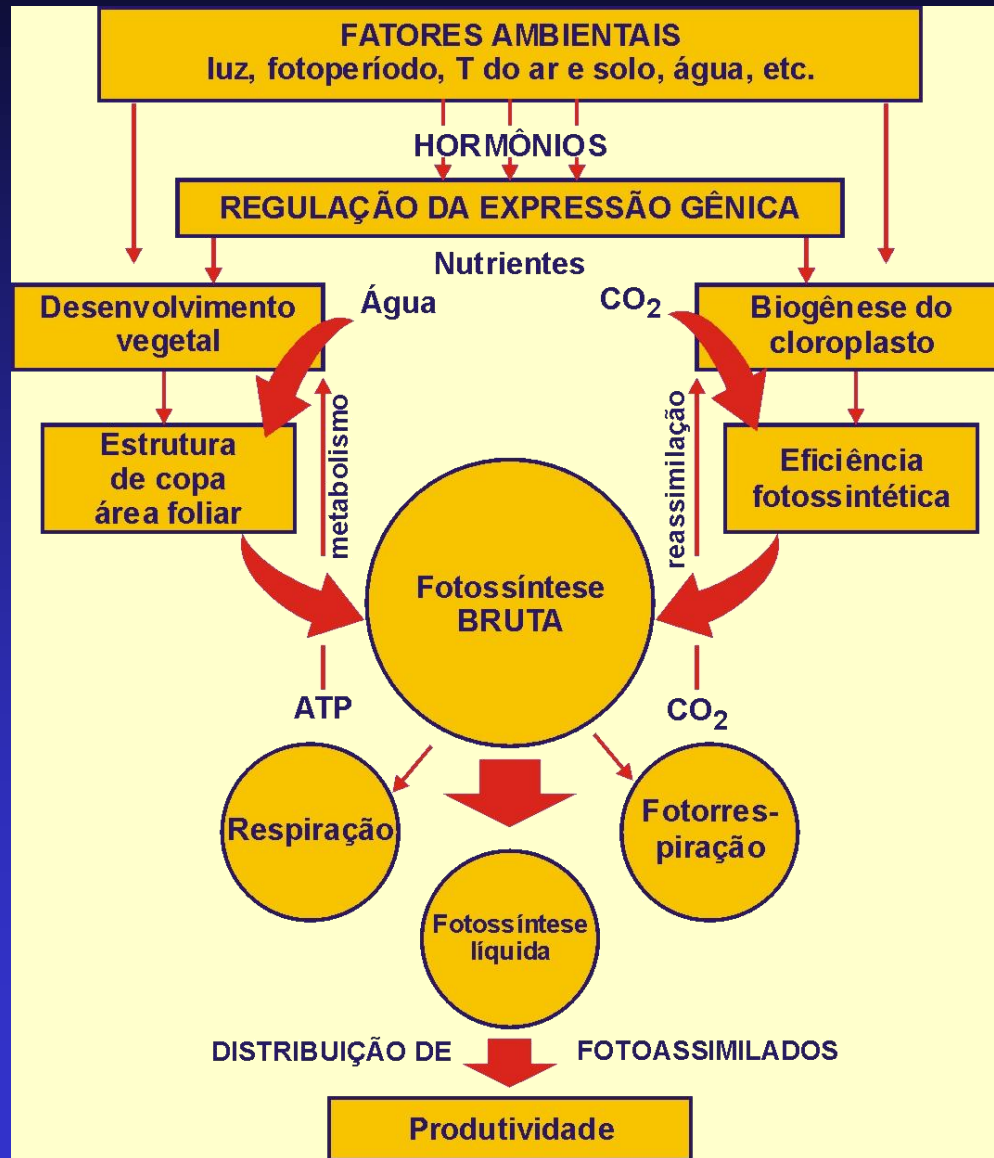 FATORES AMBIENTAIS
luz, fotoperíodo, T do ar e solo, água, etc.
HORMÔNIOS
REGULAÇÃO DA EXPRESSÃO GÊNICA
Nutrientes
Desenvolvimento
vegetal
Água
CO2
Biogênese do
cloroplasto
Estrutura
de copa
área foliar
metabolismo
reassimilação
Eficiência
fotossintética
Fotossíntese
BRUTA
ATP
CO2
Respiração
Fotorres-
piração
Fotossíntese
líquida
DISTRIBUIÇÃO DE FOTOASSIMILADOS
Produtividade